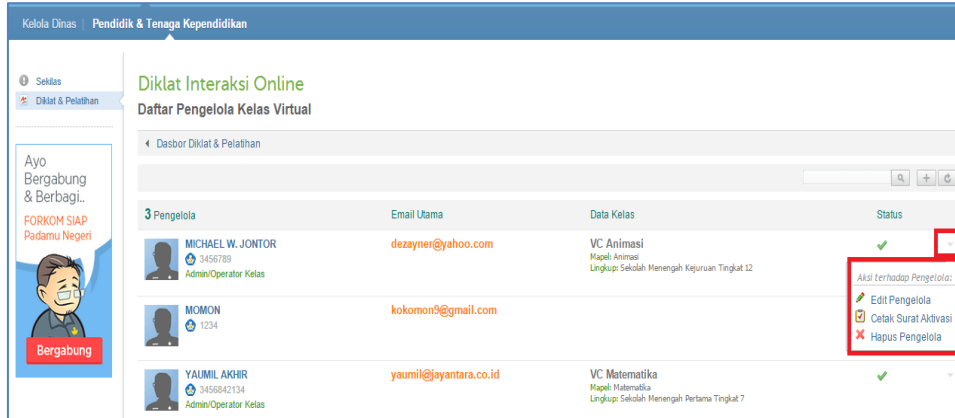 Kelola Dinas | Pendidik & Tenaga Kependidikan
Sekilas
Diklat & Pelatihan
Ayo
Bergabung
& Berbagi..
FORKOM SIAP
Padamu Negeri
Bergabung
Diklat Interaksi Online
Daftar Pengelola Kelas Virtual
Dasbor Diklat & Pelatihan
3 Pengelola Email Utama Data Kelas Status
MICHAEL W. JONTOR dezayner@yahoo.com VC Animasi
3456789 Mapel: Animasi
Admin/Operator Kelas Lingkup: Sekolah Menengah Kejuruan Tingkat 12
MOMON kokomon9@gmail.com
1234
YAUMIL AKHIR yaumil@jayantara.co.id VC Matematika
3456842134 Mapel: Matematika
Admin/Operator Kelas Lingkup: Sekolah Menengah Pertama Tingkat 7
Aksi terhadap Pengelola:
Edit Pengelola
Cetak Surat Aktivasi
Hapus Pengelola